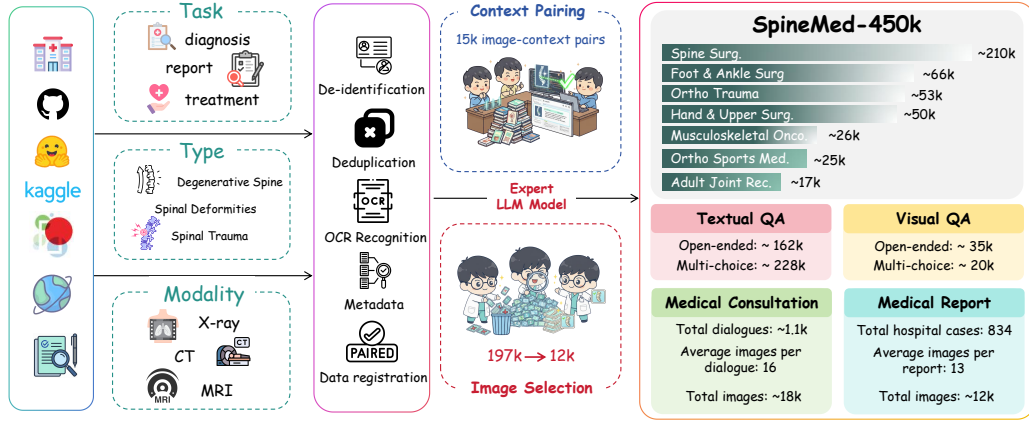 kaggle
Task
diagnosis
report
treatment
Type
Degenerative Spine
Spinal Deformities
Spinal Trauma
Modality
X-ray
CT
CT
MRI
MRI
De-identification
Deduplication
OCR
OCR Recognition
Metadata
PAIRED
Data registration
Context Pairing
15k image-context pairs
Expert
LLM Model
197k → 12k
Image Selection
SpineMed-450k
Spine Surg. ~210k
Foot & Ankle Surg ~66k
Ortho Trauma ~53k
Hand & Upper Surg. ~50k
Musculoskeletal Onco. ~26k
Ortho Sports Med. ~25k
Adult Joint Rec. ~17k
Textual QA
Open-ended: ~ 162k
Multi-choice: ~ 228k
Visual QA
Open-ended: ~ 35k
Multi-choice: ~ 20k
Medical Consultation
Total dialogues: ~1.1k
Average images per
dialogue: 16
Total images: ~18k
Medical Report
Total hospital cases: 834
Average images per
report: 13
Total images: ~12k